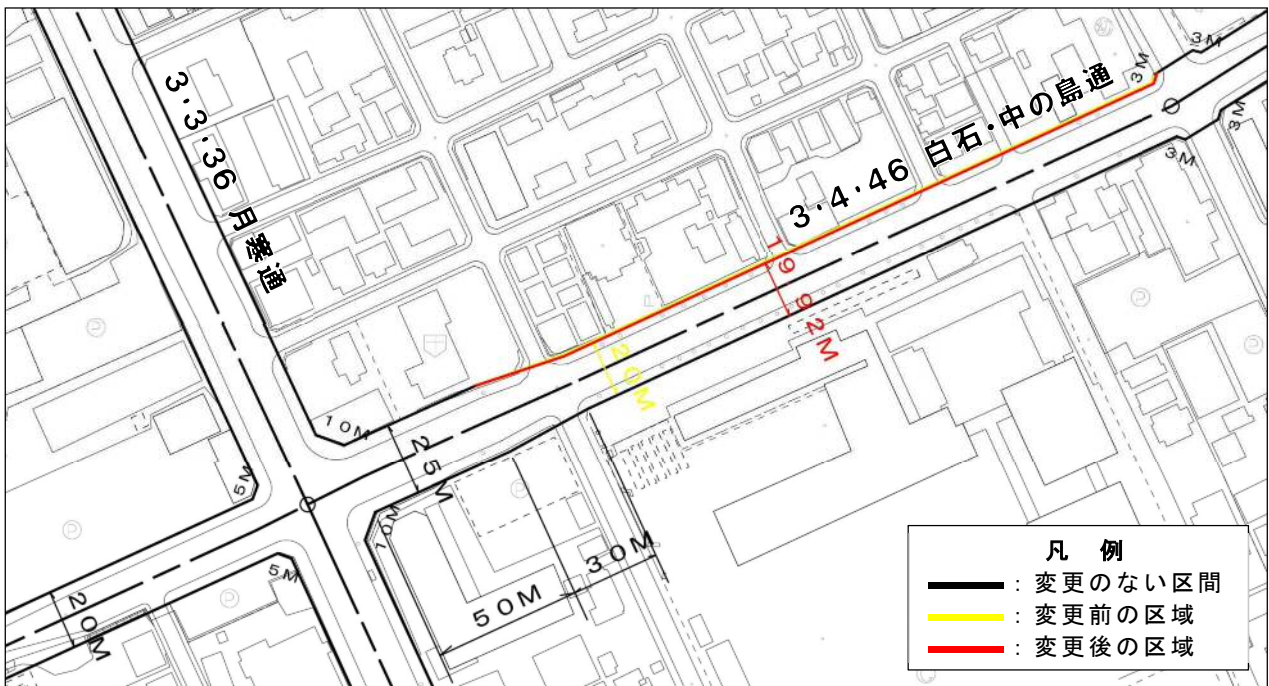 3・3・36 月寒通
3・4・46 白石・中の島通
3M
3M
3M
3M
19 92M
20M
10M
25M
5M
10M
5M
20M
50M
30M
P
P
P
P
P
凡 例
: 変更のない区間
: 変更前の区域
: 変更後の区域